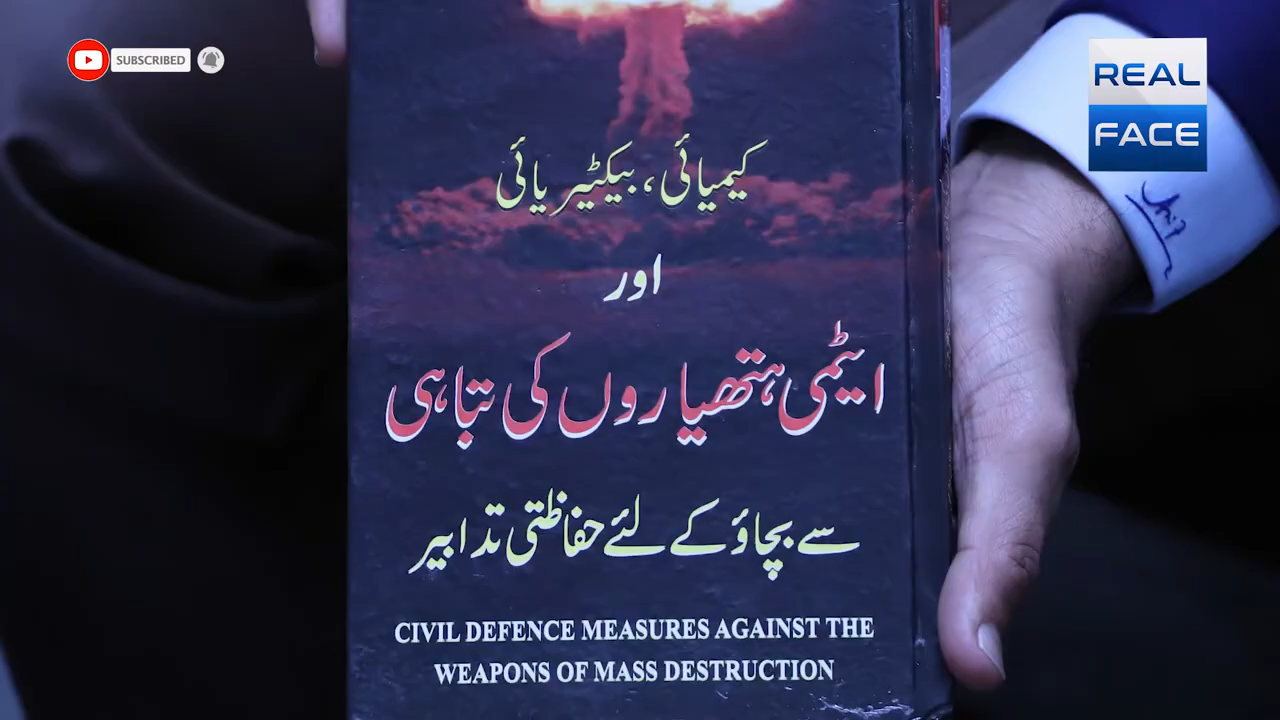 SUBSCRIBED
REAL
FACE
کیمیائی، بیکٹیریائی
اور
ایٹمی ہتھیاروں کی تباہی
سے بچاؤ کے لئے حفاظتی تدابیر
CIVIL DEFENCE MEASURES AGAINST THE
WEAPONS OF MASS DESTRUCTION